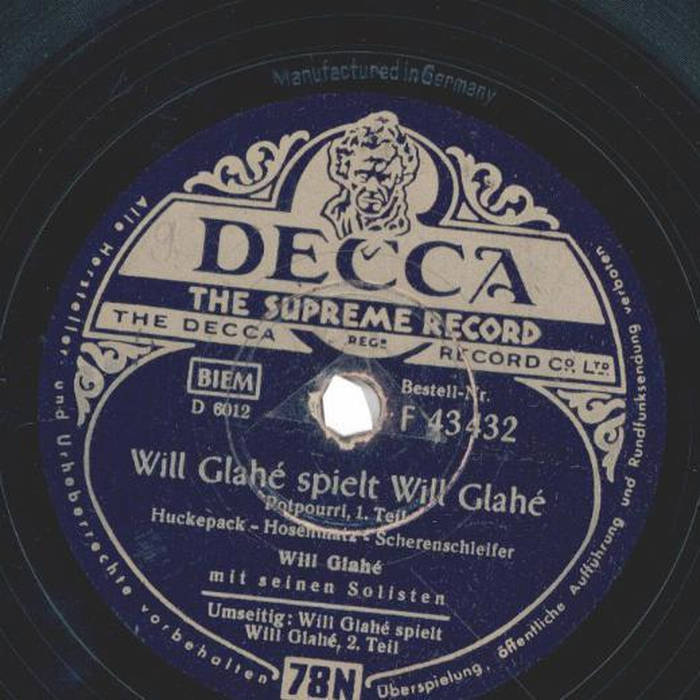 Manufactured in Germany
DECCA
THE SUPREME RECORD
THE DECCA REGD RECORD CO. LTD.
BIEM
D 6012
Bestell-Nr.
F 43432
Will Glahé spielt Will Glahé
Potpourri, 1. Teil
Huckepack - Hosenmatz - Scherenschleifer
Will Glahé
mit seinen Solisten
Umseitig: Will Glahé spielt
Will Glahé, 2. Teil
78N
Alle Hersteller- und Urheberrechte vorbehalten
Überspielung, öffentliche Aufführung und Rundfunksendung verboten.